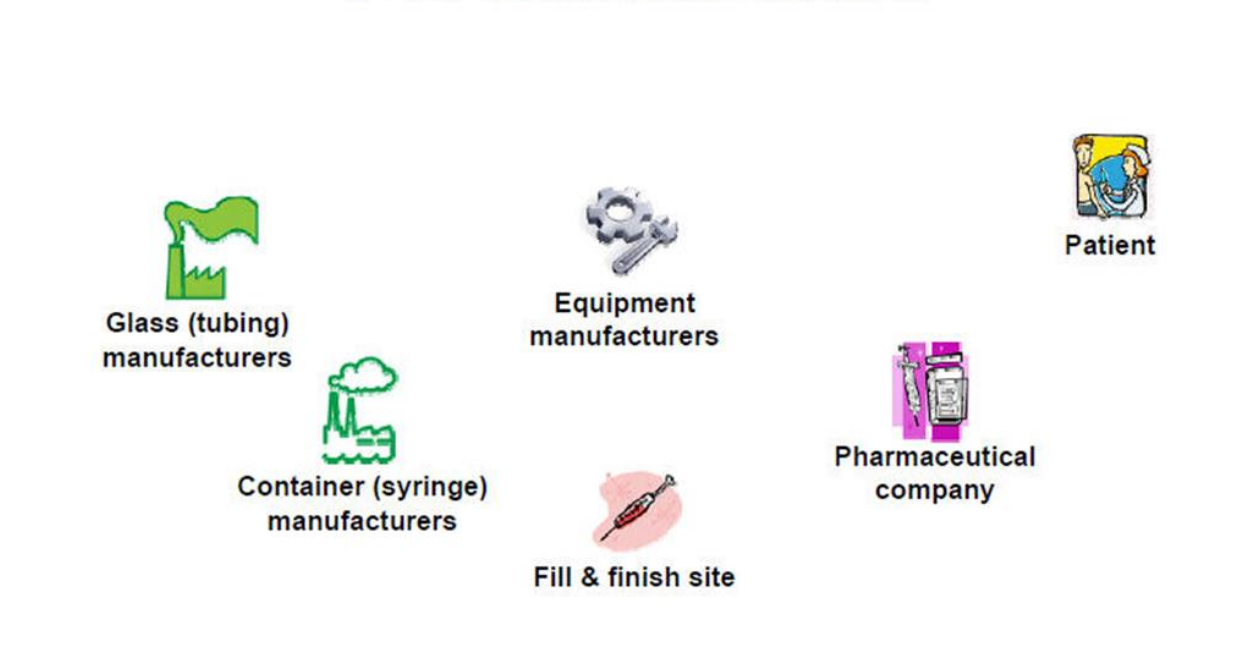 Patient
Glass (tubing)
manufacturers
Equipment
manufacturers
Container (syringe)
manufacturers
Pharmaceutical
company
Fill & finish site